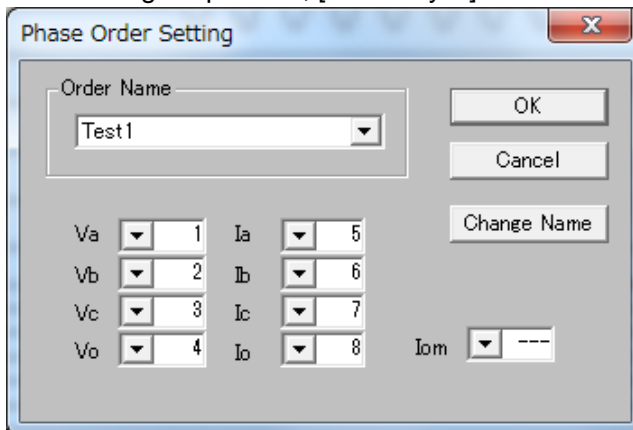 Phase Order Setting
Order Name
Test1
OK
Cancel
Change Name
Va 1 Ia 5
Vb 2 Ib 6
Vc 3 Ic 7
Vo 4 Io 8 Iom ---